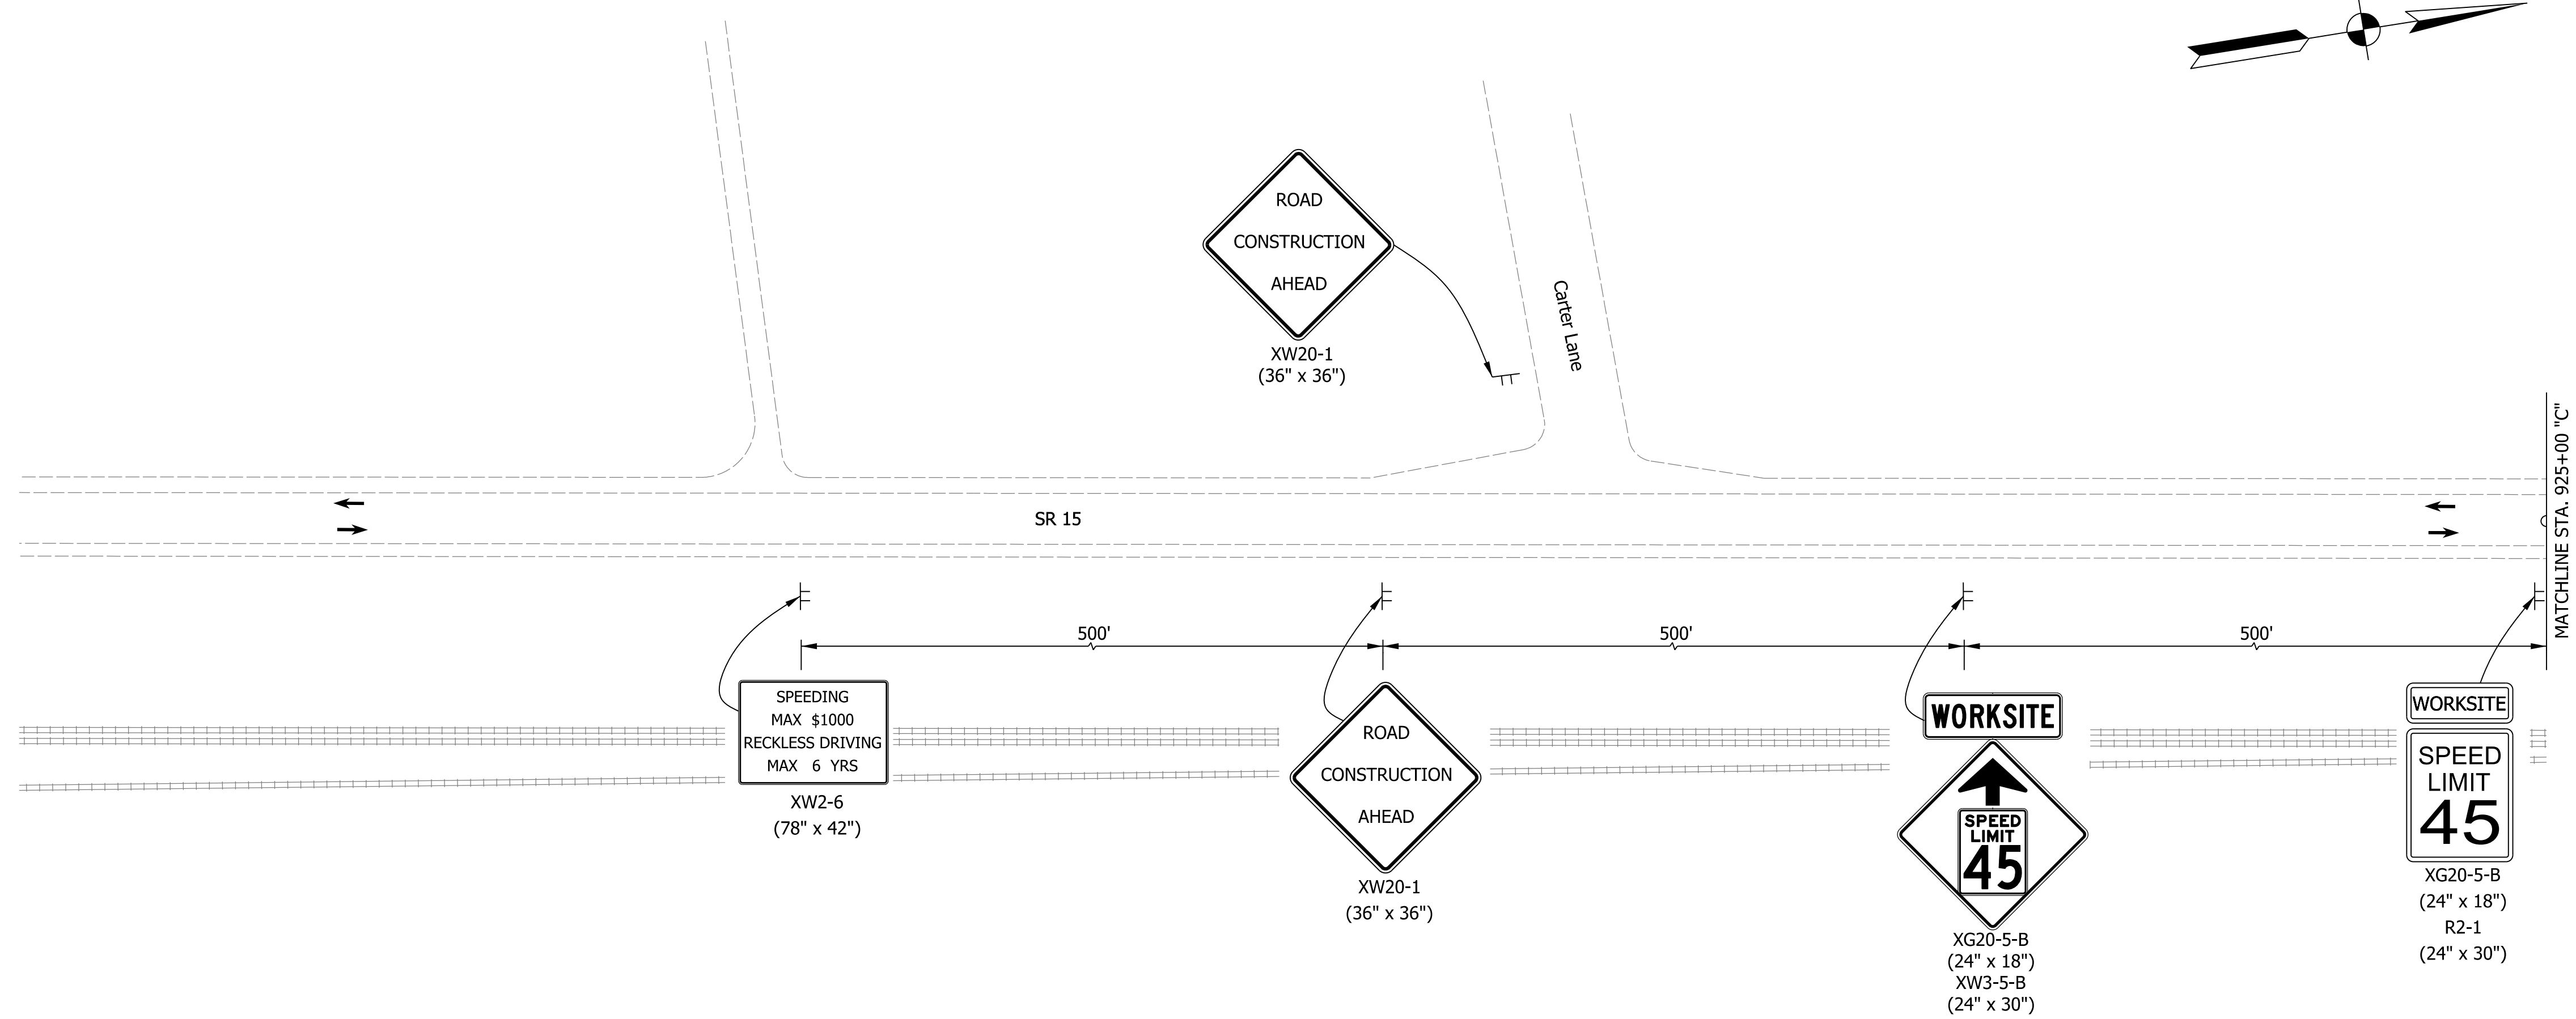 ROAD
CONSTRUCTION
AHEAD
XW20-1
(36" x 36")
Carter Lane
SR 15
MATCHLINE STA. 925+00 "C"
500'
500'
500'
SPEEDING
MAX $1000
RECKLESS DRIVING
MAX 6 YRS
XW2-6
(78" x 42")
ROAD
CONSTRUCTION
AHEAD
XW20-1
(36" x 36")
WORKSITE
SPEED
LIMIT
45
XG20-5-B
(24" x 18")
XW3-5-B
(24" x 30")
WORKSITE
SPEED
LIMIT
45
XG20-5-B
(24" x 18")
R2-1
(24" x 30")